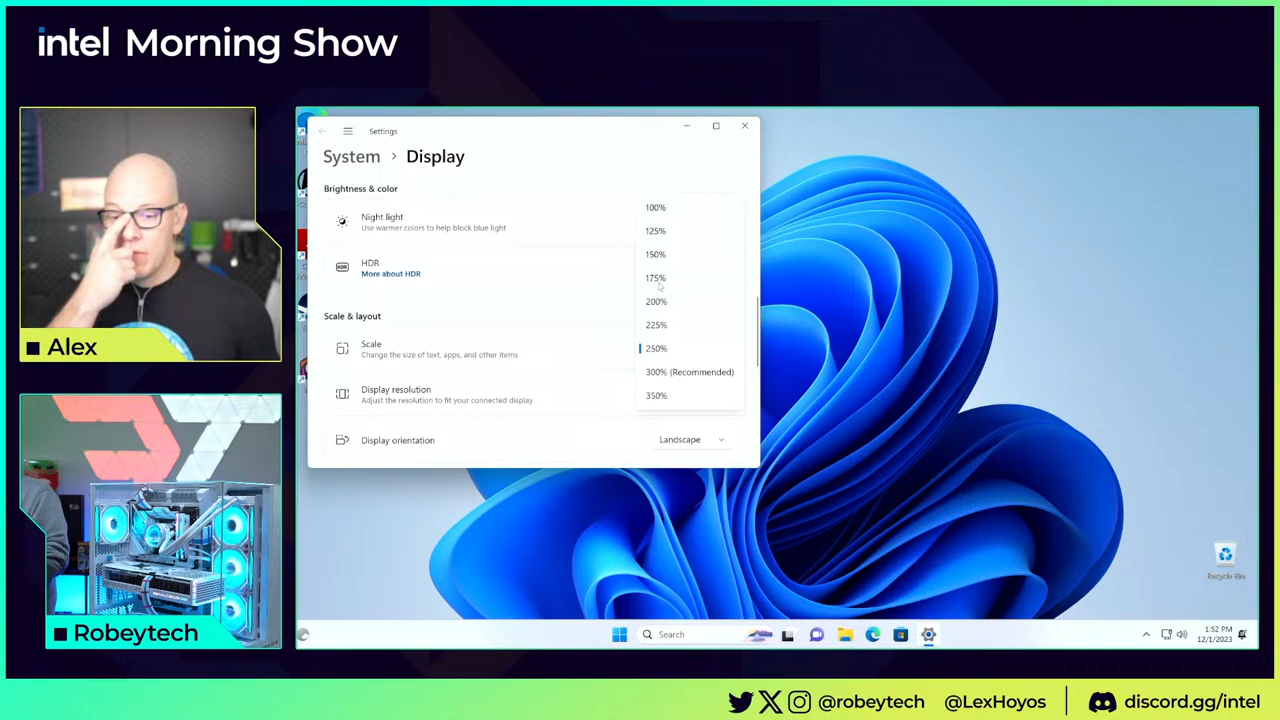 intel Morning Show
Settings
System > Display
Brightness & color
Night light
Use warmer colors to help block blue light
HDR
More about HDR
Scale & layout
Scale
Change the size of text, apps, and other items
Display resolution
Adjust the resolution to fit your connected display
Display orientation
Landscape
100%
125%
150%
175%
200%
225%
250%
300% (Recommended)
350%
Recycle Bin
Search
1:52 PM
12/1/2023
Alex
Robeytech
@robeytech @LexHoyos discord.gg/intel